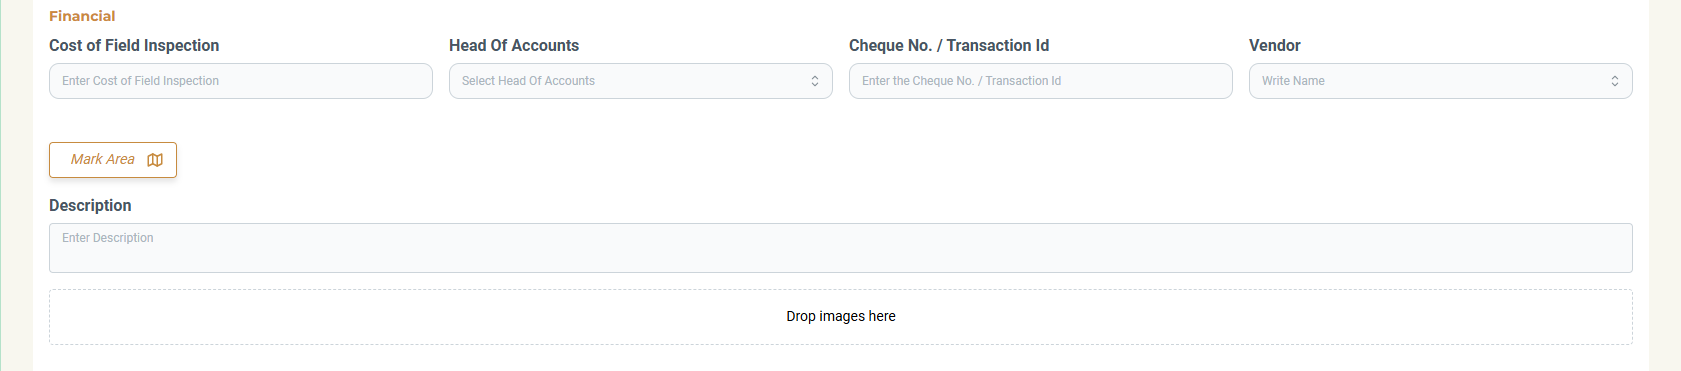 Financial
Cost of Field Inspection
Head Of Accounts
Cheque No. / Transaction Id
Vendor
Enter Cost of Field Inspection
Select Head Of Accounts
Enter the Cheque No. / Transaction Id
Write Name
Mark Area
Description
Enter Description
Drop images here